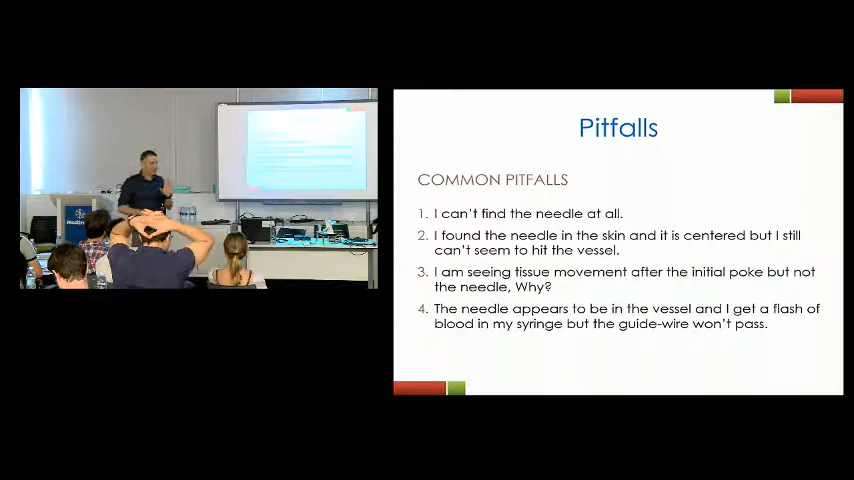 Pitfalls
COMMON PITFALLS
1. I can't find the needle at all.
2. I found the needle in the skin and it is centered but I still
can't seem to hit the vessel.
3. I am seeing tissue movement after the initial poke but not
the needle, Why?
4. The needle appears to be in the vessel and I get a flash of
blood in my syringe but the guide-wire won't pass.